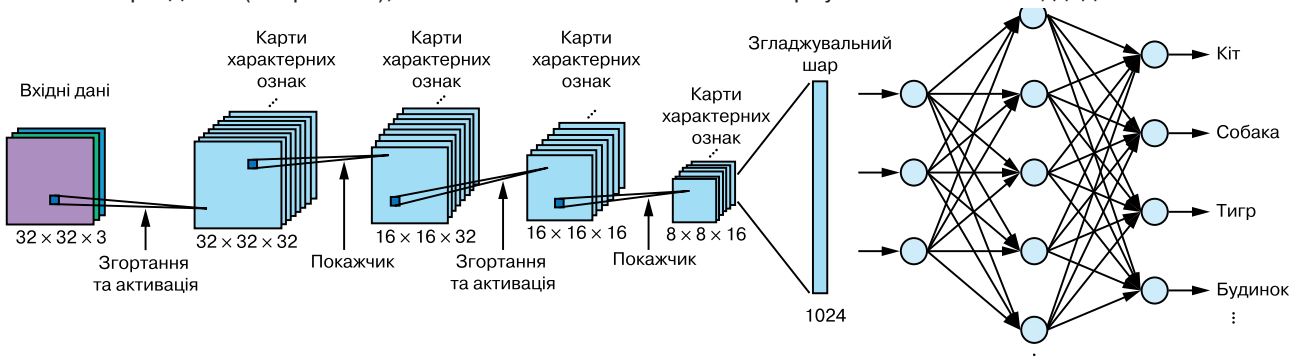 Вхідні дані
32 × 32 × 3
Згортання
та активація
Карти
характерних
ознак
...
32 × 32 × 32
Покажчик
Карти
характерних
ознак
...
16 × 16 × 32
Згортання
та активація
Карти
характерних
ознак
...
16 × 16 × 16
Покажчик
Карти
характерних
ознак
...
8 × 8 × 16
Згладжувальний
шар
1024
Кіт
Собака
Тигр
Будинок
...